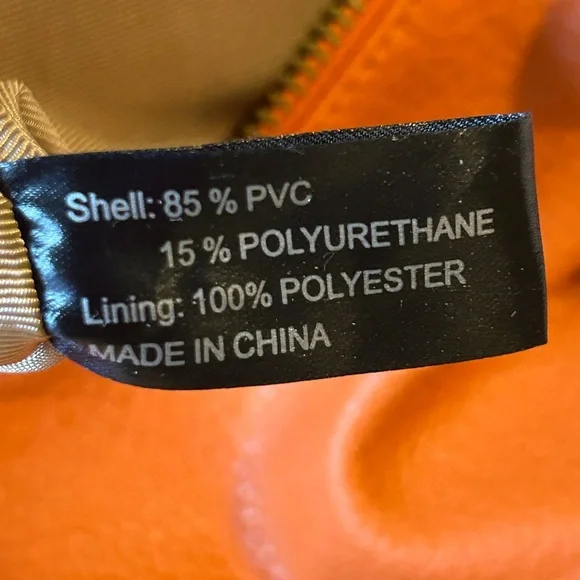 Shell: 85 % PVC
15 % POLYURETHANE
Lining: 100% POLYESTER
MADE IN CHINA